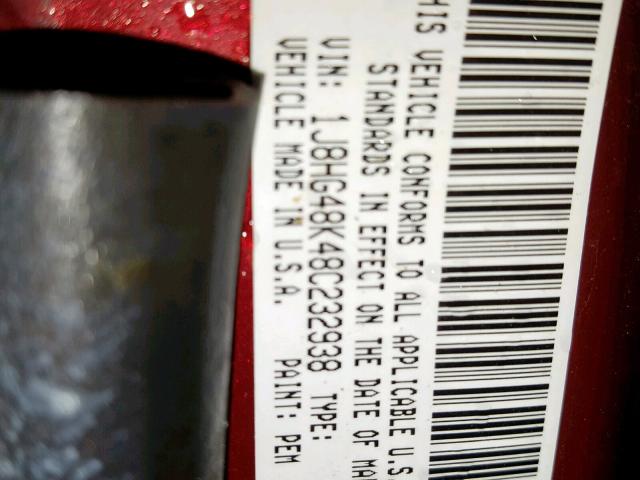 HIS VEHICLE CONFORMS TO ALL APPLICABLE U.S.
STANDARDS IN EFFECT ON THE DATE OF MA
VIN: 1J8HG48K48C232938 TYPE:
VEHICLE MADE IN U.S.A. PAINT: PEM